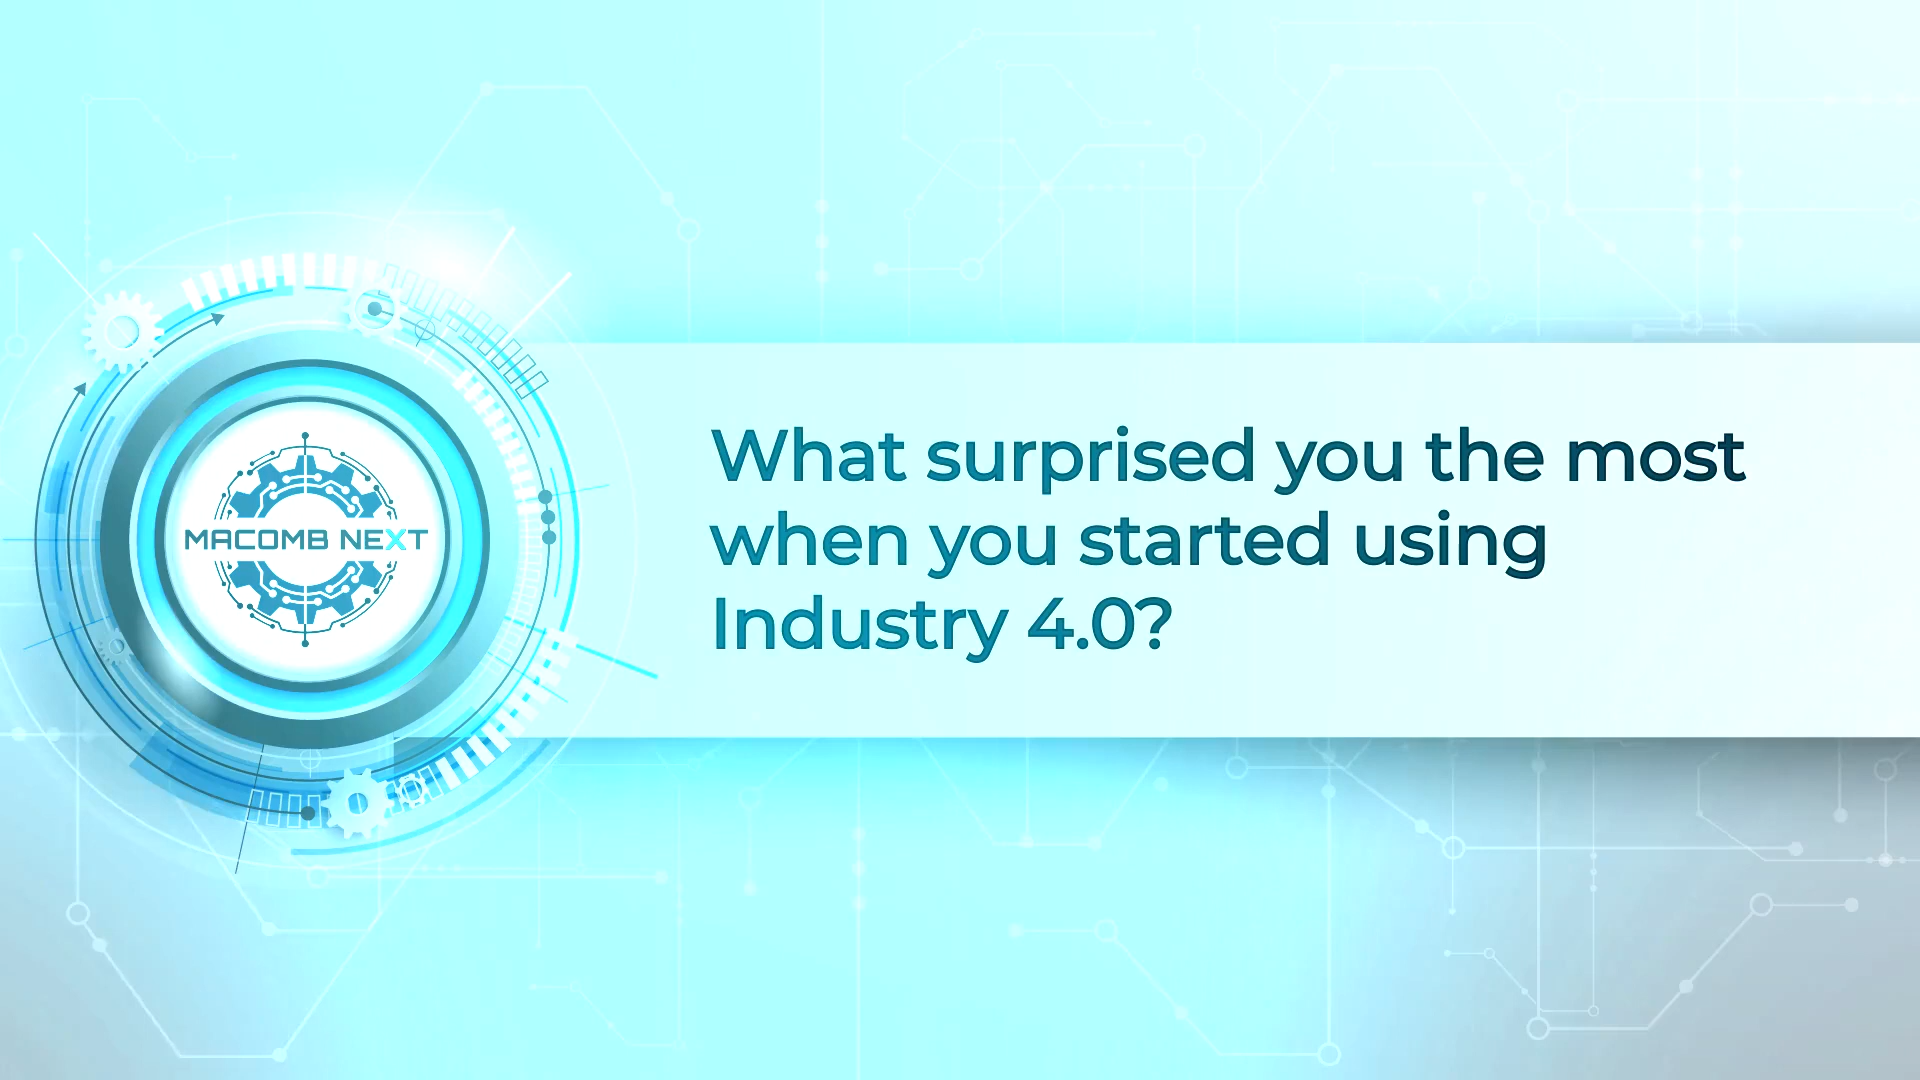 MACOMB NEXT
What surprised you the most
when you started using
Industry 4.0?